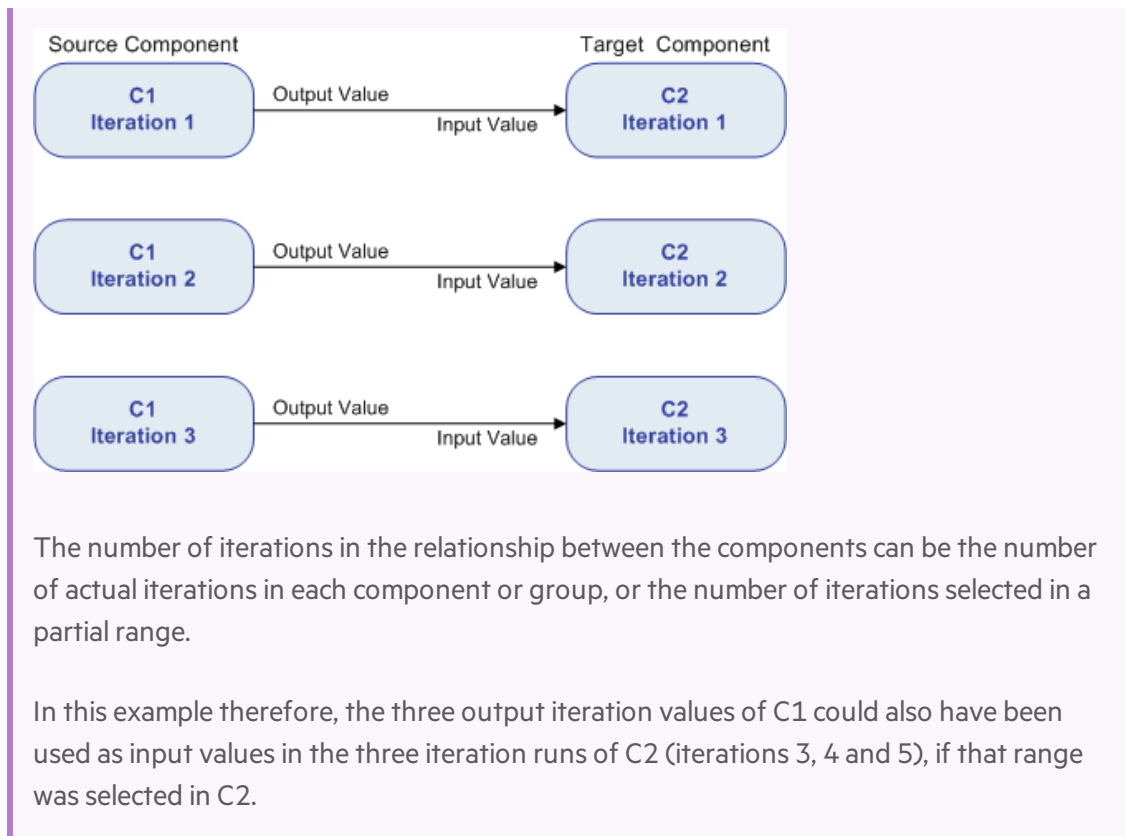 Source Component
Target Component
C1
Iteration 1
Output Value
Input Value
C2
Iteration 1
C1
Iteration 2
Output Value
Input Value
C2
Iteration 2
C1
Iteration 3
Output Value
Input Value
C2
Iteration 3
The number of iterations in the relationship between the components can be the number
of actual iterations in each component or group, or the number of iterations selected in a
partial range.
In this example therefore, the three output iteration values of C1 could also have been
used as input values in the three iteration runs of C2 (iterations 3, 4 and 5), if that range
was selected in C2.